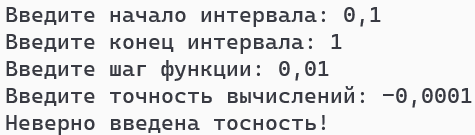 Введите начало интервала: 0,1
Введите конец интервала: 1
Введите шаг функции: 0,01
Введите точность вычислений: -0,0001
Неверно введена тосность!